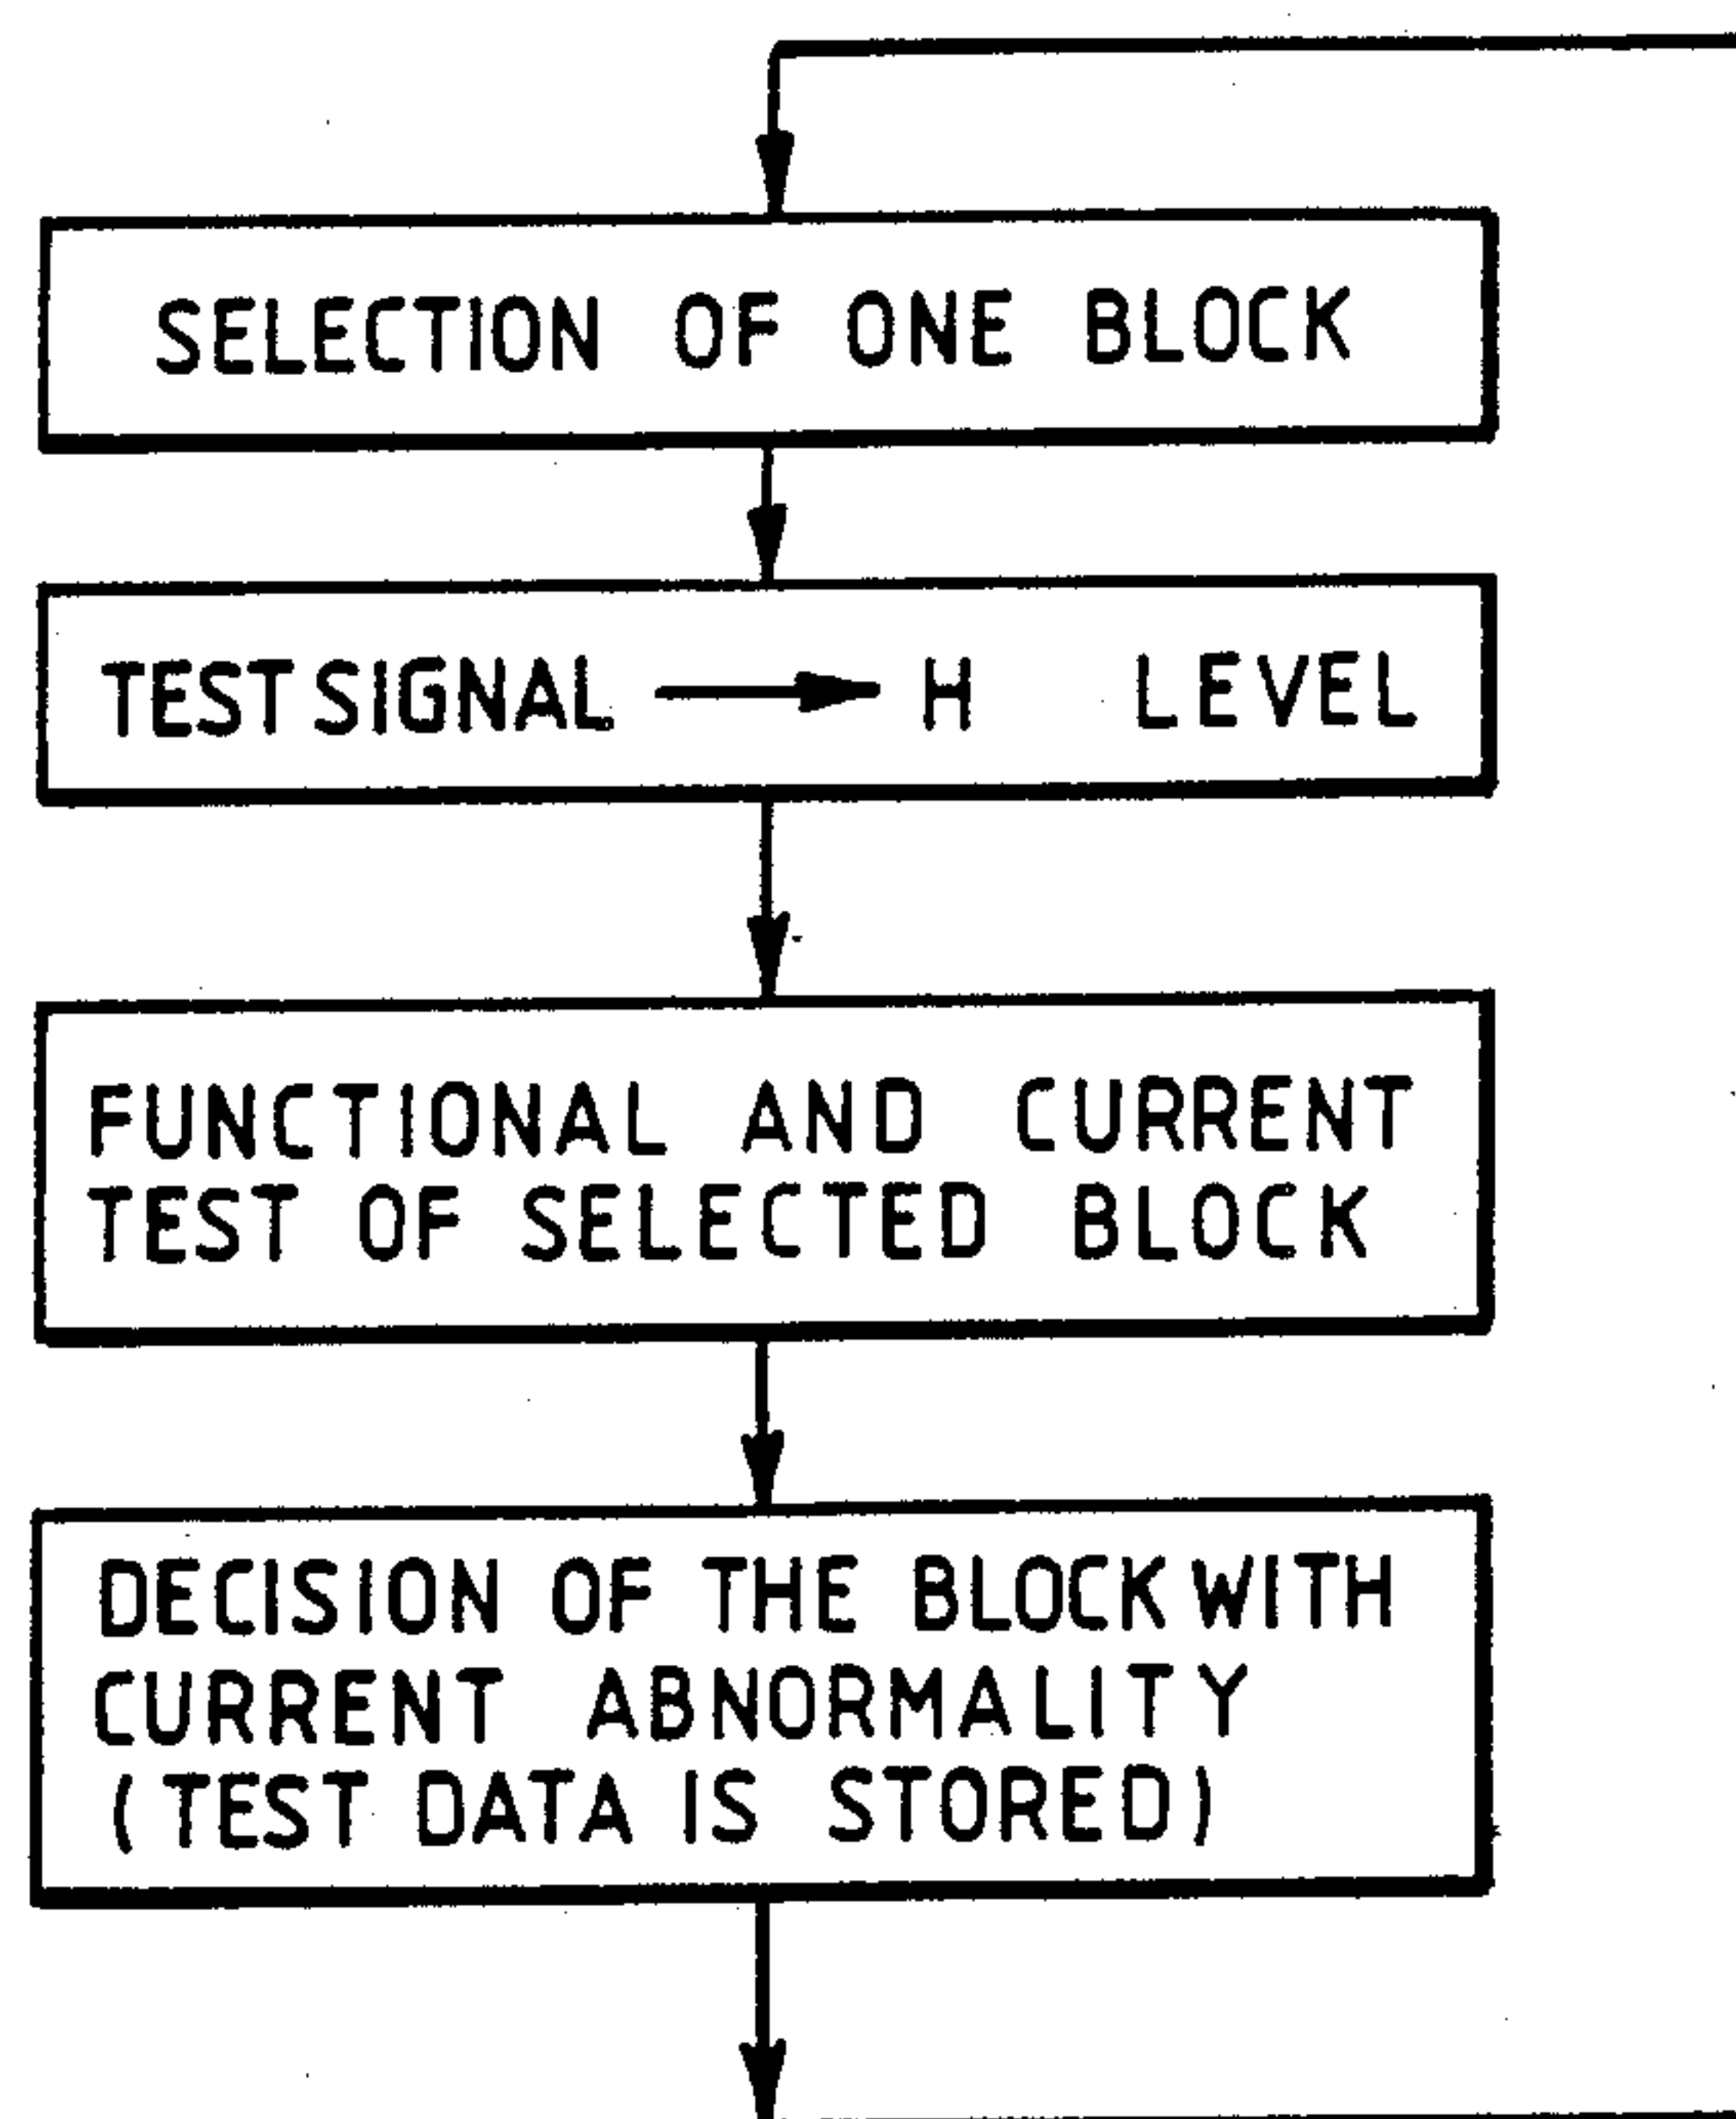 SELECTION OF ONE BLOCK
TEST SIGNAL → H LEVEL
FUNCTIONAL AND CURRENT
TEST OF SELECTED BLOCK
DECISION OF THE BLOCK WITH
CURRENT ABNORMALITY
(TEST DATA IS STORED)